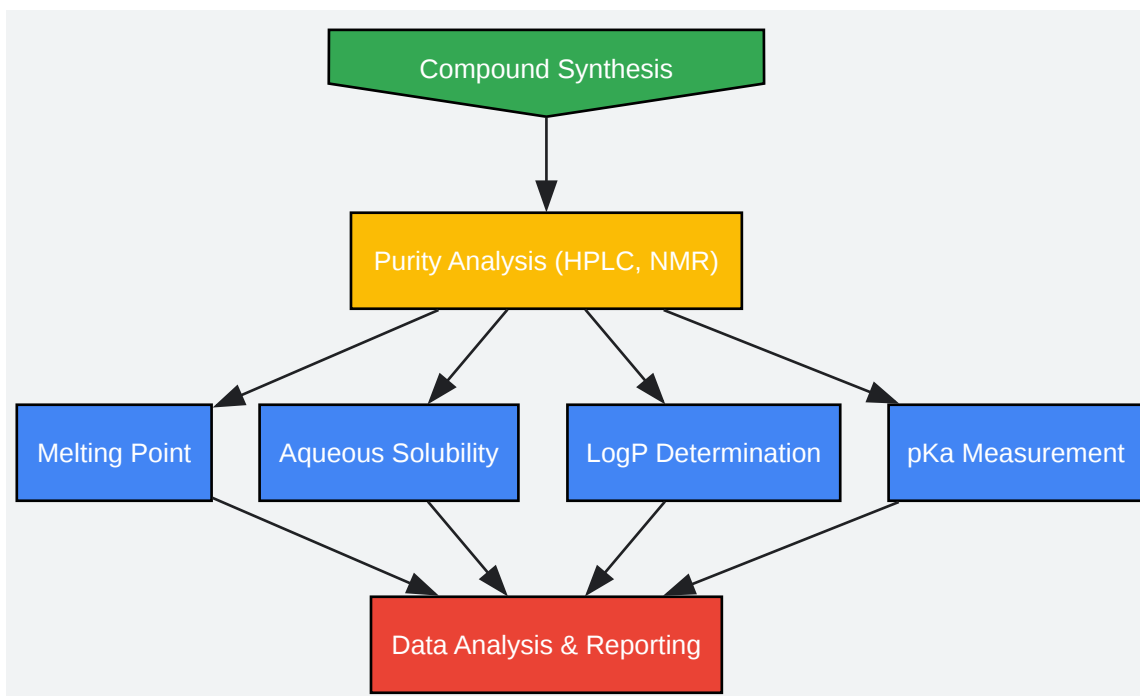 Compound Synthesis
Purity Analysis (HPLC, NMR)
Melting Point
Aqueous Solubility
LogP Determination
pKa Measurement
Data Analysis & Reporting